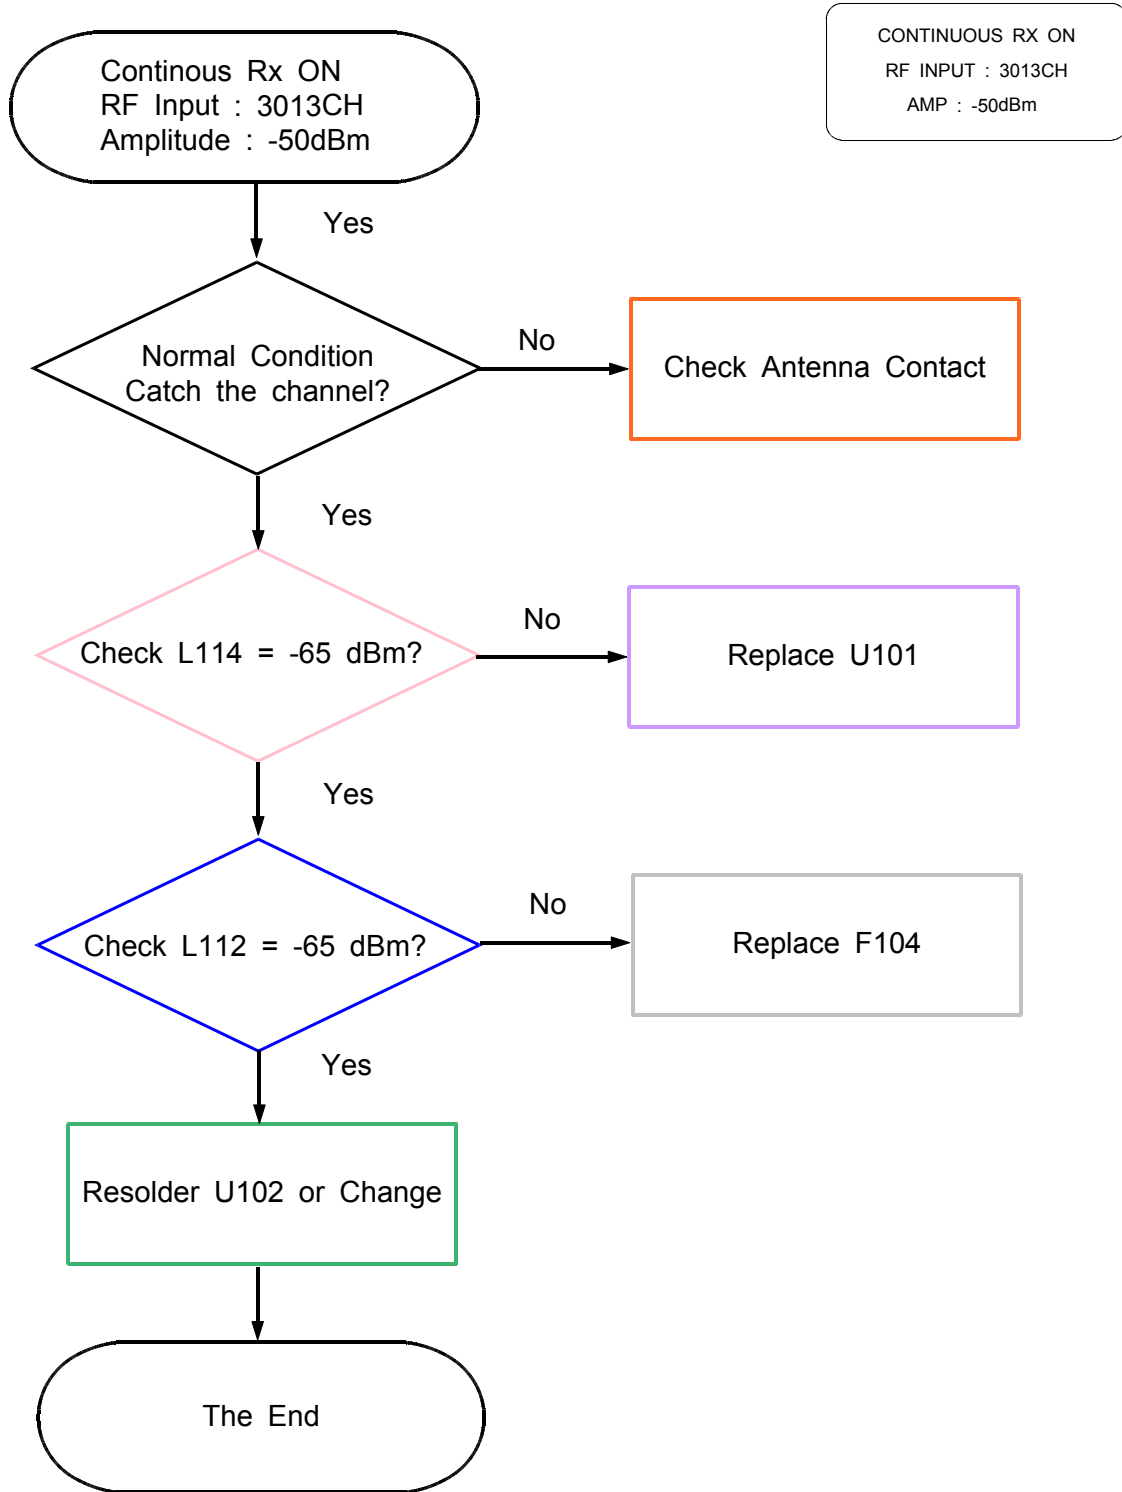 Continous Rx ON
RF Input : 3013CH
Amplitude : -50dBm
CONTINUOUS RX ON
RF INPUT : 3013CH
AMP : -50dBm
Yes
Normal Condition
Catch the channel?
No
Check Antenna Contact
Yes
Check L114 = -65 dBm?
No
Replace U101
Yes
Check L112 = -65 dBm?
No
Replace F104
Yes
Resolder U102 or Change
The End